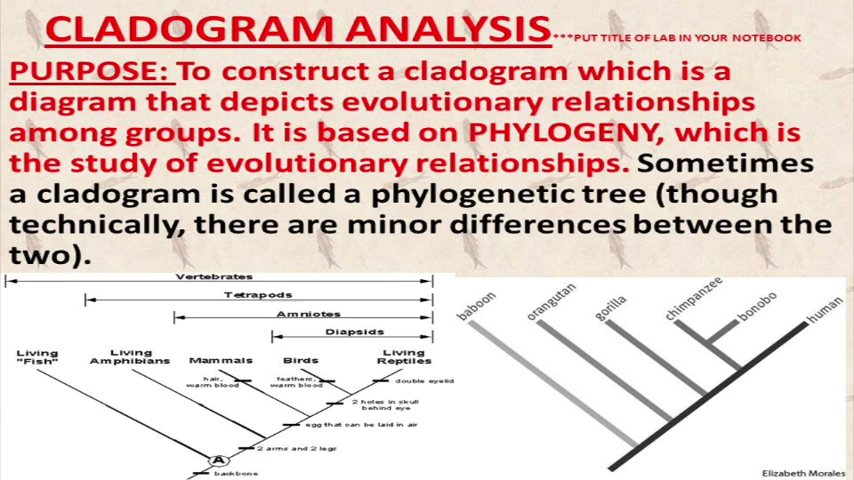 CLADOGRAM ANALYSIS***PUT TITLE OF LAB IN YOUR NOTEBOOK
PURPOSE: To construct a cladogram which is a
diagram that depicts evolutionary relationships
among groups. It is based on PHYLOGENY, which is
the study of evolutionary relationships. Sometimes
a cladogram is called a phylogenetic tree (though
technically, there are minor differences between the
two).
Vertebrates
Tetrapods
Amniotes
Diapsids
Living
"Fish"
Living
Amphibians
Mammals
Birds
Living
Reptiles
hair,
warm blood
feathers,
warm blood
double eyelid
2 holes in skull
behind eye
egg that can be laid in air
2 arms and 2 legs
A
backbone
baboon
orangutan
gorilla
chimpanzee
bonobo
human
Elizabeth Morales